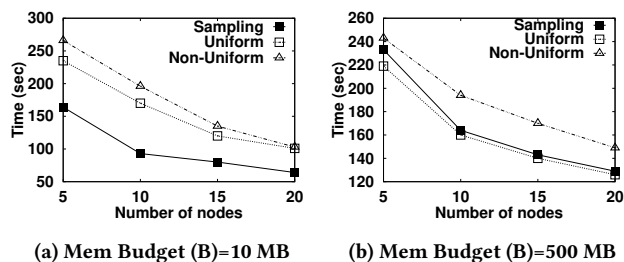 300
250
200
150
100
50
5
10
15
20
Time (sec)
Number of nodes
Sampling
Uniform
Non-Uniform
(a) Mem Budget (B)=10 MB
260
240
220
200
180
160
140
120
5
10
15
20
Time (sec)
Number of nodes
Sampling
Uniform
Non-Uniform
(b) Mem Budget (B)=500 MB